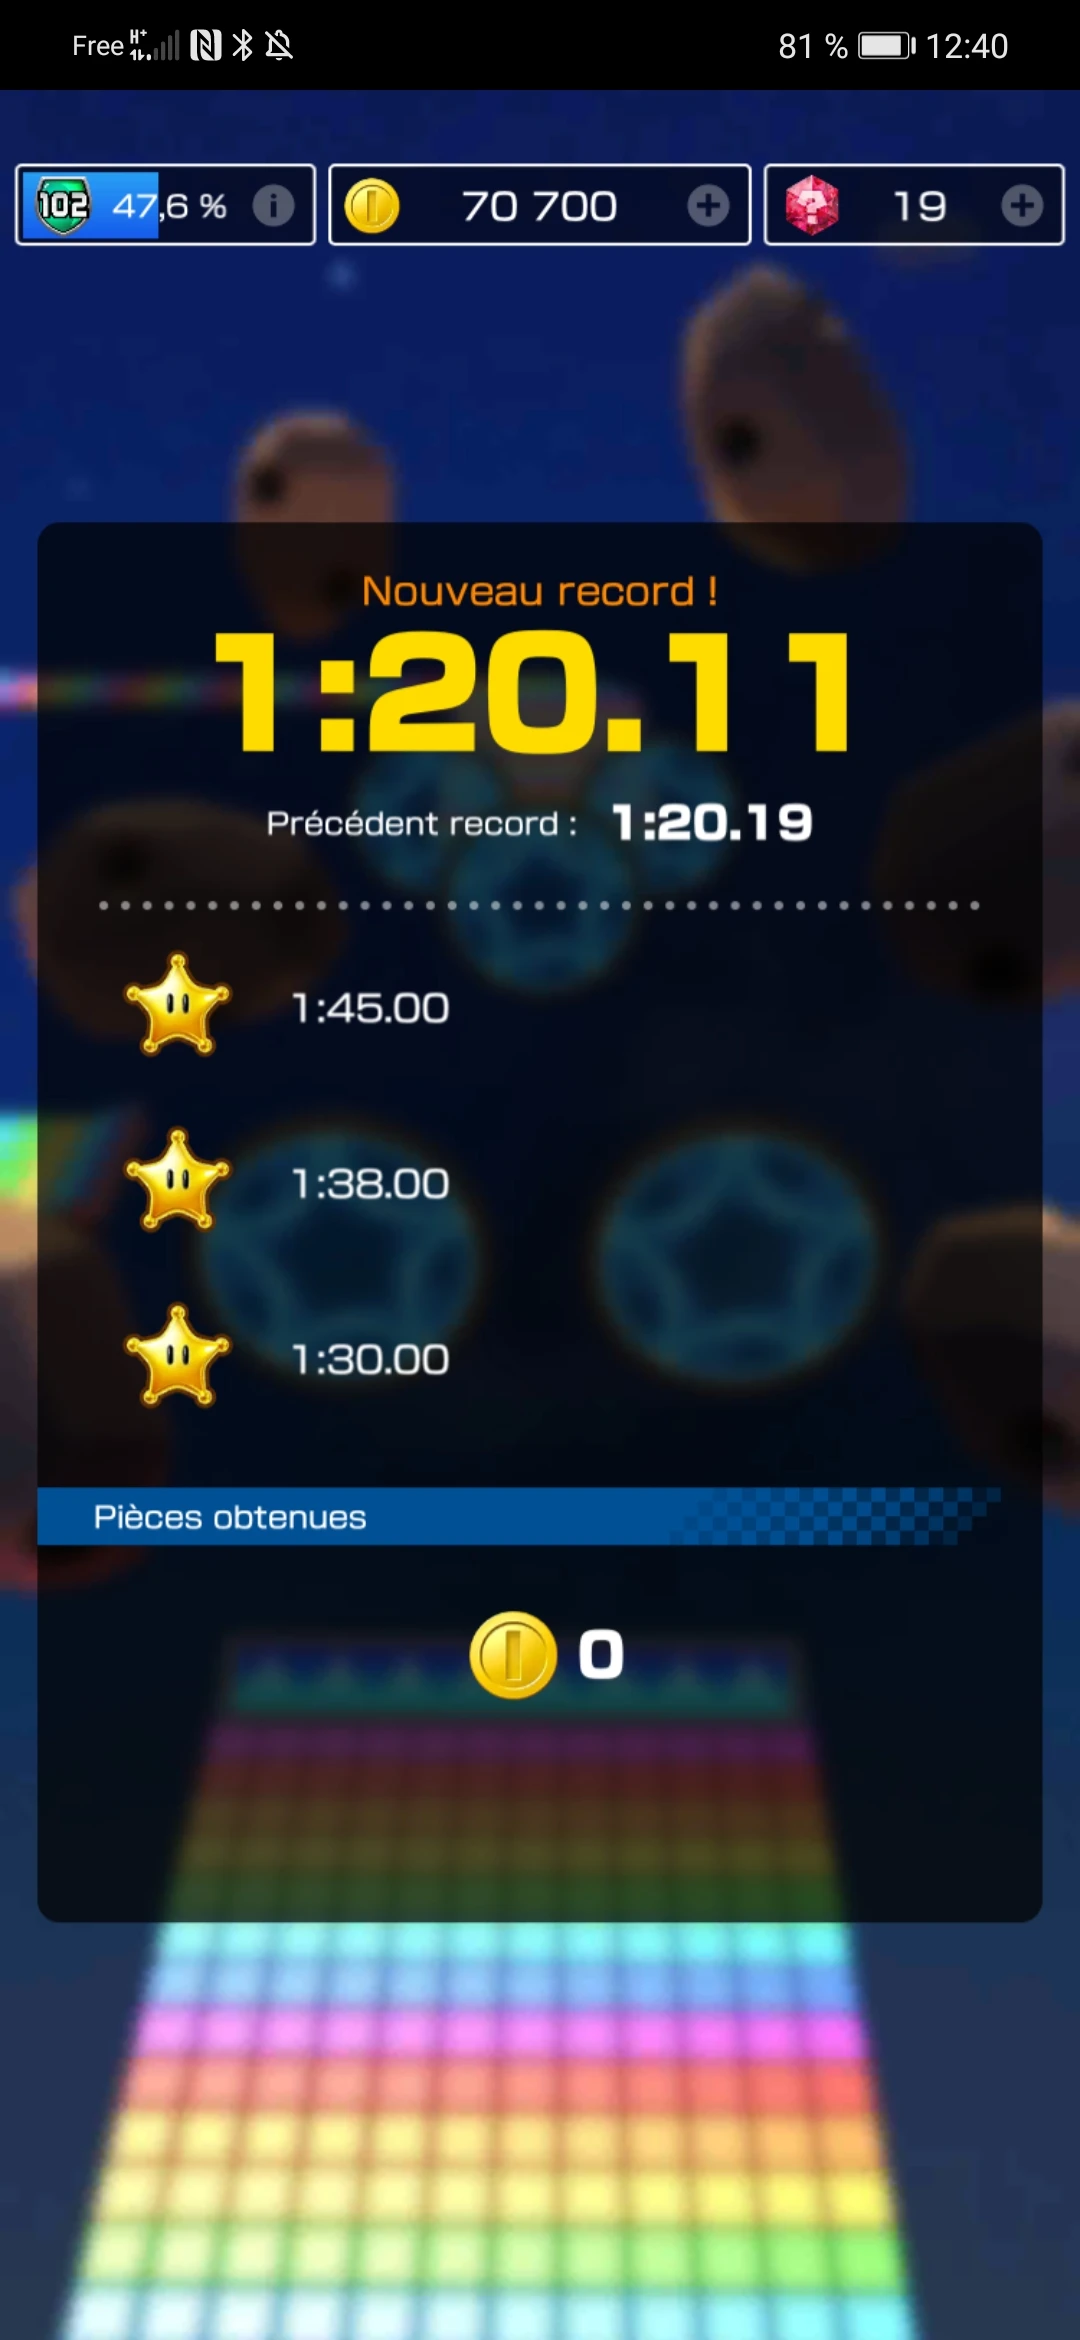 Free H+ 81 % 12:40
102 47,6 % i 70 700 + ? 19 +
Nouveau record !
1:20.11
Précédent record : 1:20.19
1:45.00
1:38.00
1:30.00
Pièces obtenues
0